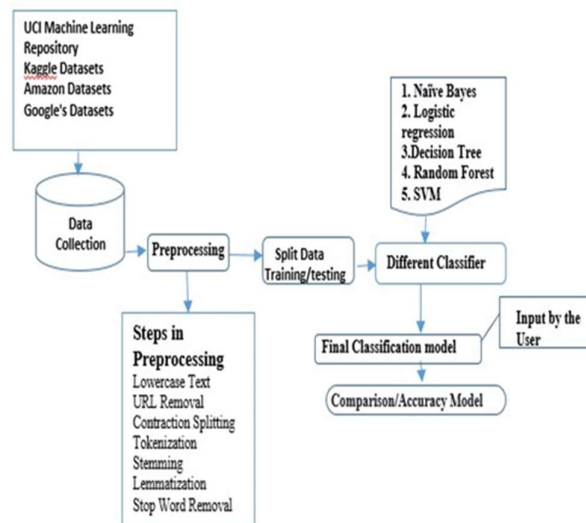 UCI Machine Learning
Repository
Kaggle Datasets
Amazon Datasets
Google's Datasets
Data
Collection
Preprocessing
Steps in
Preprocessing
Lowercase Text
URL Removal
Contraction Splitting
Tokenization
Stemming
Lemmatization
Stop Word Removal
Split Data
Training/testing
1. Naïve Bayes
2. Logistic
regression
3.Decision Tree
4. Random Forest
5. SVM
Different Classifier
Final Classification model
Input by the
User
Comparison/Accuracy Model